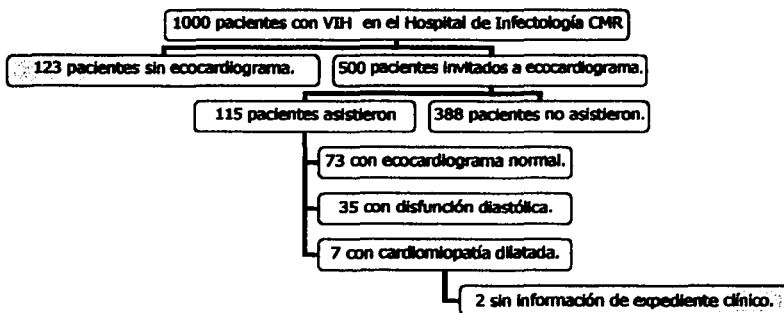 1000 pacientes con VIH en el Hospital de Infectología CMR
123 pacientes sin ecocardiograma.
500 pacientes invitados a ecocardiograma.
115 pacientes asistieron
388 pacientes no asistieron.
73 con ecocardiograma normal.
35 con disfunción diastólica.
7 con cardiomiopatía dilatada.
2 sin información de expediente clínico.